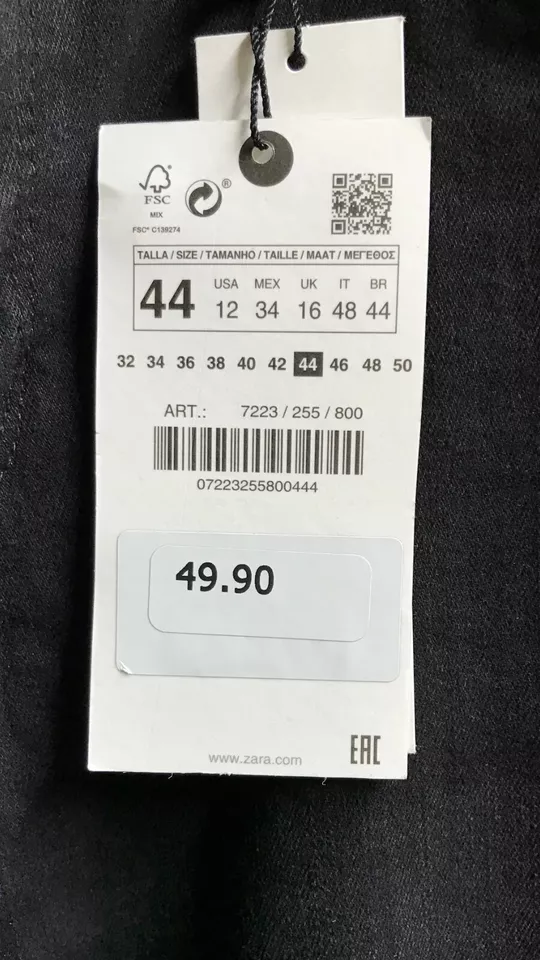 FSC
MIX
FSC® C139274
®
TALLA / SIZE / TAMANHO / TAILLE / MAAT / ΜΕΓΕΘΟΣ
44
USA MEX UK IT BR
12 34 16 48 44
32 34 36 38 40 42 44 46 48 50
ART.: 7223 / 255 / 800
07223255800444
49.90
www.zara.com
EAC